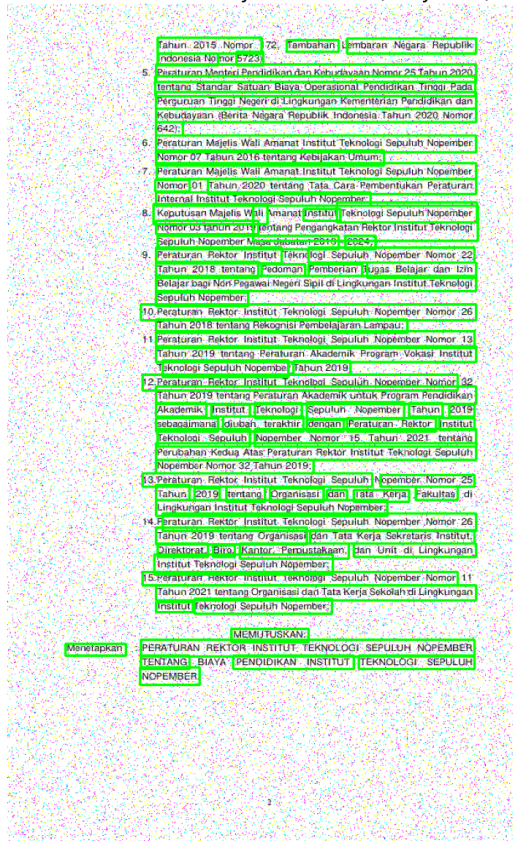 Tahun 2015 Nomor 72, Tambahan Lembaran Negara Republik
Indonesia Nomor 5723);
5. Peraturan Menteri Pendidikan dan Kebudayaan Nomor 25 Tahun 2020
tentang Standar Satuan Biaya Operasional Pendidikan Tinggi Pada
Perguruan Tinggi Negeri di Lingkungan Kementerian Pendidikan dan
Kebudayaan (Berita Negara Republik Indonesia Tahun 2020 Nomor
642);
6. Peraturan Majelis Wali Amanat Institut Teknologi Sepuluh Nopember
Nomor 07 Tahun 2016 tentang Kebijakan Umum;
7. Peraturan Majelis Wali Amanat Institut Teknologi Sepuluh Nopember
Nomor 01 Tahun 2020 tentang Tata Cara Pembentukan Peraturan
Internal Institut Teknologi Sepuluh Nopember;
8. Keputusan Majelis Wali Amanat Institut Teknologi Sepuluh Nopember
Nomor 03 tahun 2019 tentang Pengangkatan Rektor Institut Teknologi
Sepuluh Nopember Masa Jabatan 2019 - 2024;
9. Peraturan Rektor Institut Teknologi Sepuluh Nopember Nomor 22
Tahun 2018 tentang Pedoman Pemberian Tugas Belajar dan Izin
Belajar bagi Non Pegawai Negeri Sipil di Lingkungan Institut Teknologi
Sepuluh Nopember;
10. Peraturan Rektor Institut Teknologi Sepuluh Nopember Nomor 26
Tahun 2018 tentang Rekognisi Pembelajaran Lampau;
11. Peraturan Rektor Institut Teknologi Sepuluh Nopember Nomor 13
Tahun 2019 tentang Peraturan Akademik Program Vokasi Institut
Teknologi Sepuluh Nopember Tahun 2019
12. Peraturan Rektor Institut Teknologi Sepuluh Nopember Nomor 32
Tahun 2019 tentang Peraturan Akademik untuk Program Pendidikan
Akademik Institut Teknologi Sepuluh Nopember Tahun 2019
sebagaimana diubah terakhir dengan Peraturan Rektor Institut
Teknologi Sepuluh Nopember Nomor 15 Tahun 2021 tentang
Perubahan Kedua Atas Peraturan Rektor Institut Teknologi Sepuluh
Nopember Nomor 32 Tahun 2019;
13. Peraturan Rektor Institut Teknologi Sepuluh Nopember Nomor 25
Tahun 2019 tentang Organisasi dan Tata Kerja Fakultas di
Lingkungan Institut Teknologi Sepuluh Nopember;
14. Peraturan Rektor Institut Teknologi Sepuluh Nopember Nomor 26
Tahun 2019 tentang Organisasi dan Tata Kerja Sekretaris Institut,
Direktorat, Biro, Kantor, Perpustakaan, dan Unit di Lingkungan
Institut Teknologi Sepuluh Nopember;
15. Peraturan Rektor Institut Teknologi Sepuluh Nopember Nomor 11
Tahun 2021 tentang Organisasi dan Tata Kerja Sekolah di Lingkungan
Institut Teknologi Sepuluh Nopember;
MEMUTUSKAN:
Menetapkan : PERATURAN REKTOR INSTITUT TEKNOLOGI SEPULUH NOPEMBER
TENTANG BIAYA PENDIDIKAN INSTITUT TEKNOLOGI SEPULUH
NOPEMBER